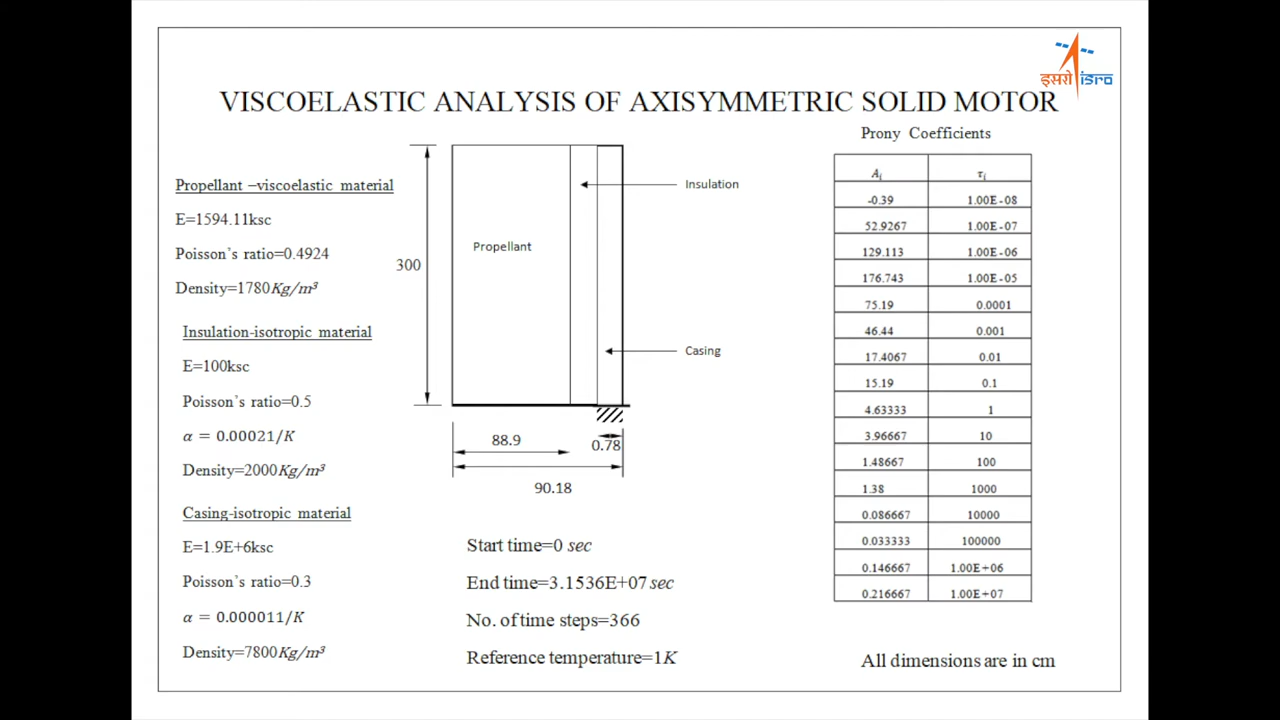 इसरो isro
VISCOELASTIC ANALYSIS OF AXISYMMETRIC SOLID MOTOR
Propellant –viscoelastic material
E=1594.11ksc
Poisson's ratio=0.4924
Density=1780Kg/m³
Insulation-isotropic material
E=100ksc
Poisson's ratio=0.5
α = 0.00021/K
Density=2000Kg/m³
Casing-isotropic material
E=1.9E+6ksc
Poisson's ratio=0.3
α = 0.000011/K
Density=7800Kg/m³
300
Propellant
Insulation
Casing
88.9
0.78
90.18
Start time=0 sec
End time=3.1536E+07 sec
No. of time steps=366
Reference temperature=1K
Prony Coefficients
Aᵢ τᵢ
-0.39 1.00E-08
52.9267 1.00E-07
129.113 1.00E-06
176.743 1.00E-05
75.19 0.0001
46.44 0.001
17.4067 0.01
15.19 0.1
4.63333 1
3.96667 10
1.48667 100
1.38 1000
0.086667 10000
0.033333 100000
0.146667 1.00E+06
0.216667 1.00E+07
All dimensions are in cm